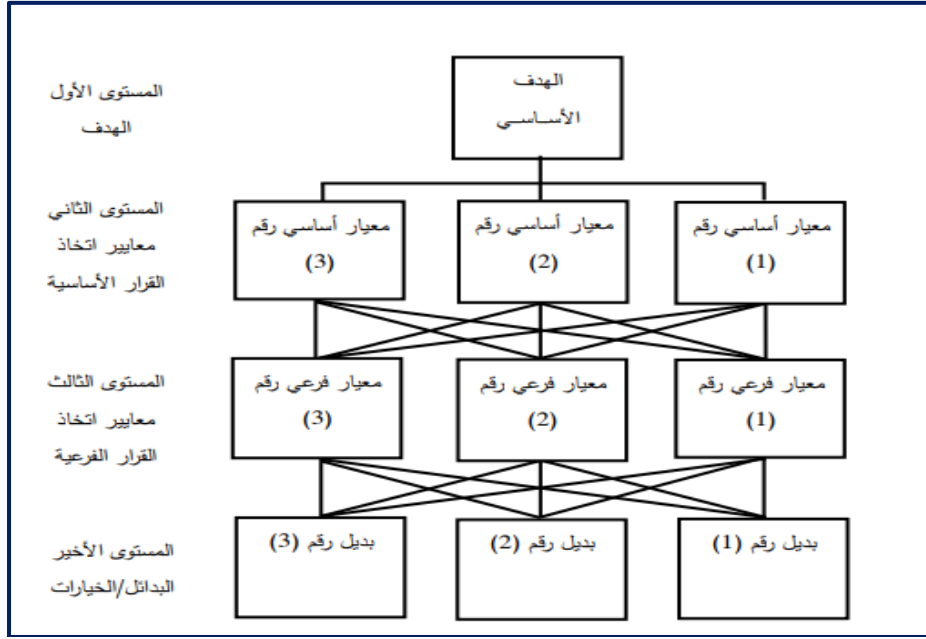 المستوى الأول
الهدف
الهدف
الأساسي
المستوى الثاني
معايير اتخاذ
القرار الأساسية
معيار أساسي رقم
(1)
معيار أساسي رقم
(2)
معيار أساسي رقم
(3)
المستوى الثالث
معايير اتخاذ
القرار الفرعية
معيار فرعي رقم
(1)
معيار فرعي رقم
(2)
معيار فرعي رقم
(3)
المستوى الأخير
البدائل/الخيارات
بديل رقم (1)
بديل رقم (2)
بديل رقم (3)